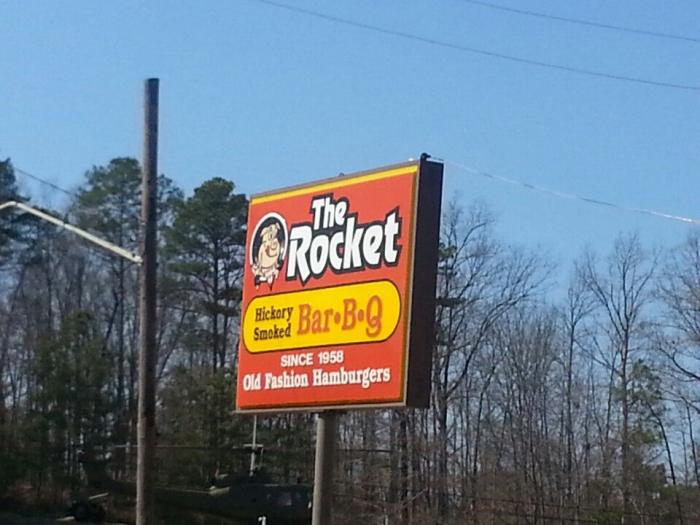 The
Rocket
Hickory
Smoked
Bar•B•Q
SINCE 1958
Old Fashion Hamburgers